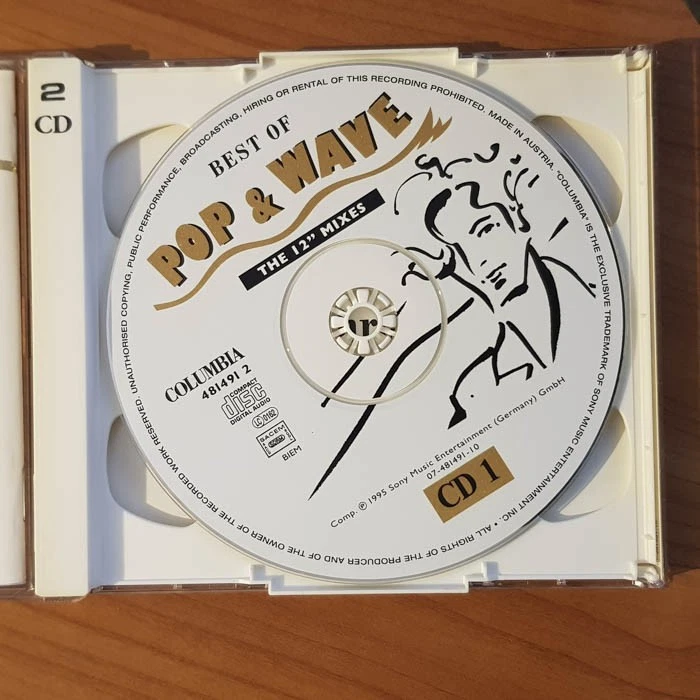 2
CD
BEST OF
POP & WAVE
THE 12" MIXES
COLUMBIA
481491 2
COMPACT
disc
DIGITAL AUDIO
LC 0162
SACEM
BIEM
Comp. ℗ 1995 Sony Music Entertainment (Germany) GmbH
07-481491-10
CD 1
UNAUTHORISED COPYING, PUBLIC PERFORMANCE, BROADCASTING, HIRING OR RENTAL OF THIS RECORDING PROHIBITED. MADE IN AUSTRIA. "COLUMBIA" IS THE EXCLUSIVE TRADEMARK OF SONY MUSIC ENTERTAINMENT INC. • ALL RIGHTS OF THE PRODUCER AND OF THE OWNER OF THE RECORDED WORK RESERVED.